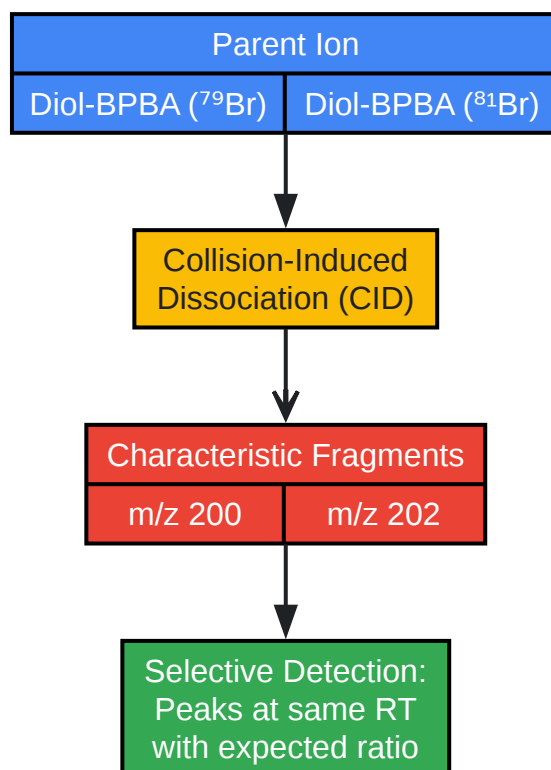 Parent Ion
Diol-BPBA (⁷⁹Br) Diol-BPBA (⁸¹Br)
Collision-Induced
Dissociation (CID)
Characteristic Fragments
m/z 200 m/z 202
Selective Detection:
Peaks at same RT
with expected ratio